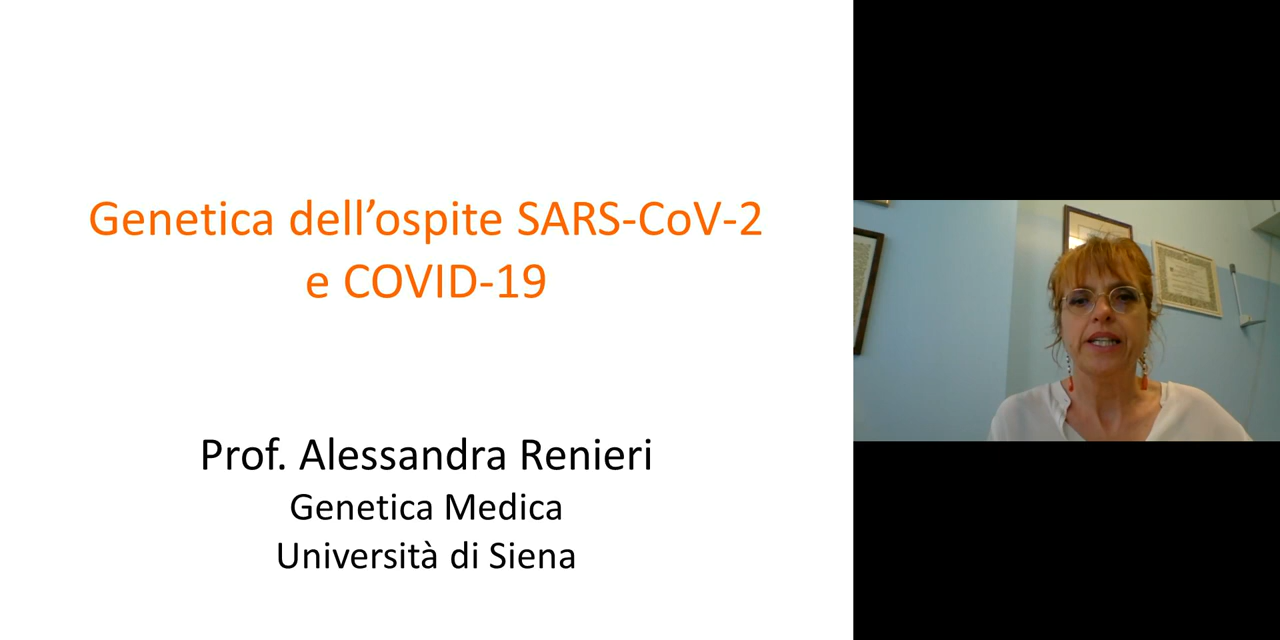 Genetica dell’ospite SARS-CoV-2
e COVID-19
Prof. Alessandra Renieri
Genetica Medica
Università di Siena